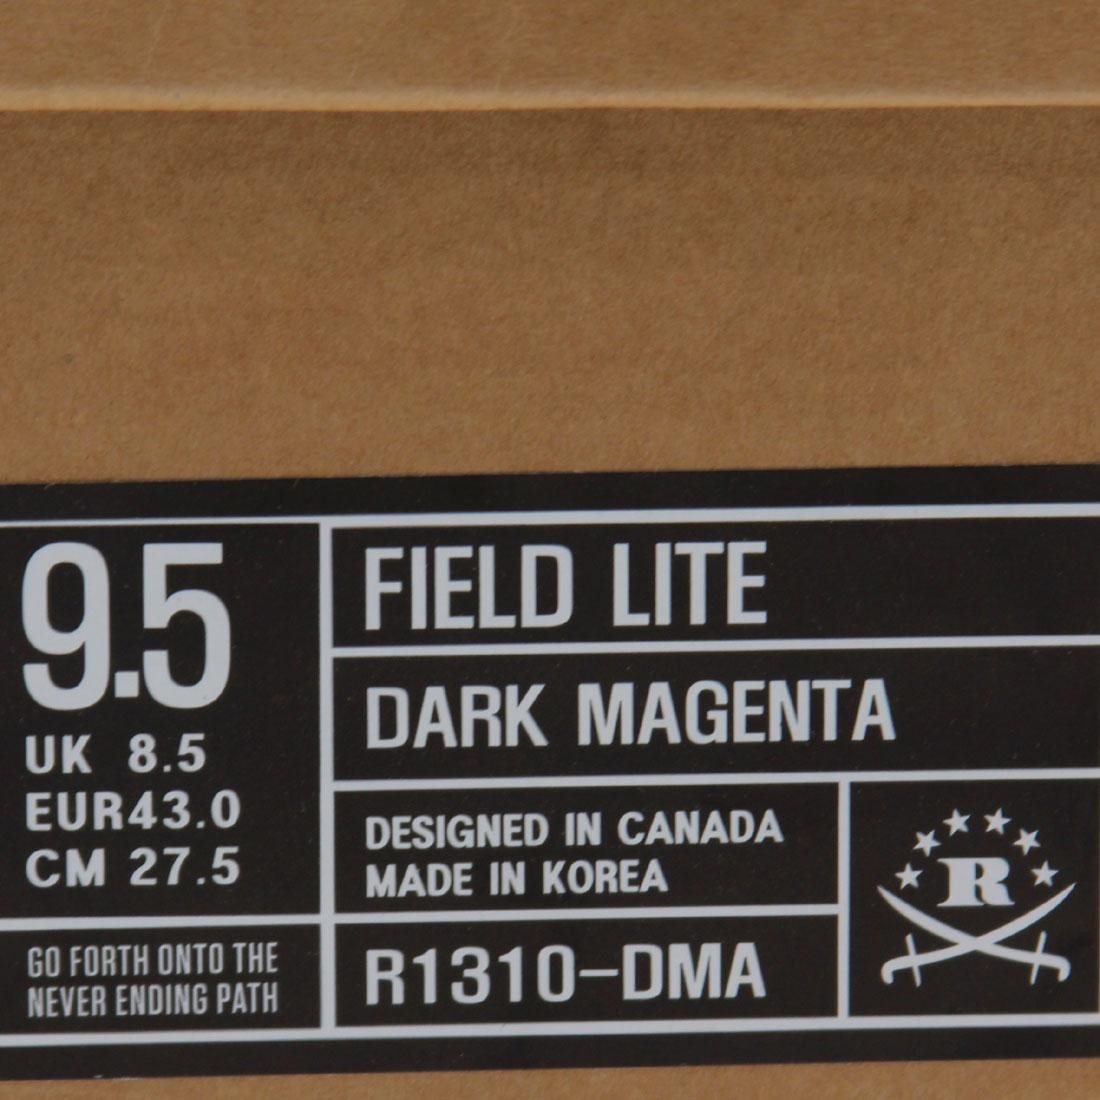 9.5
UK 8.5
EUR43.0
CM 27.5
GO FORTH ONTO THE
NEVER ENDING PATH
FIELD LITE
DARK MAGENTA
DESIGNED IN CANADA
MADE IN KOREA
R1310-DMA
R